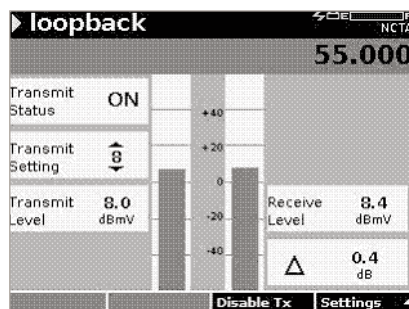 loopback
E F
NCTA
55.000
Transmit Status ON
+40
Transmit Setting 8
+20
0
Transmit Level 8.0 dBmV
-20
Receive Level 8.4 dBmV
-40
Δ 0.4 dB
Disable Tx Settings